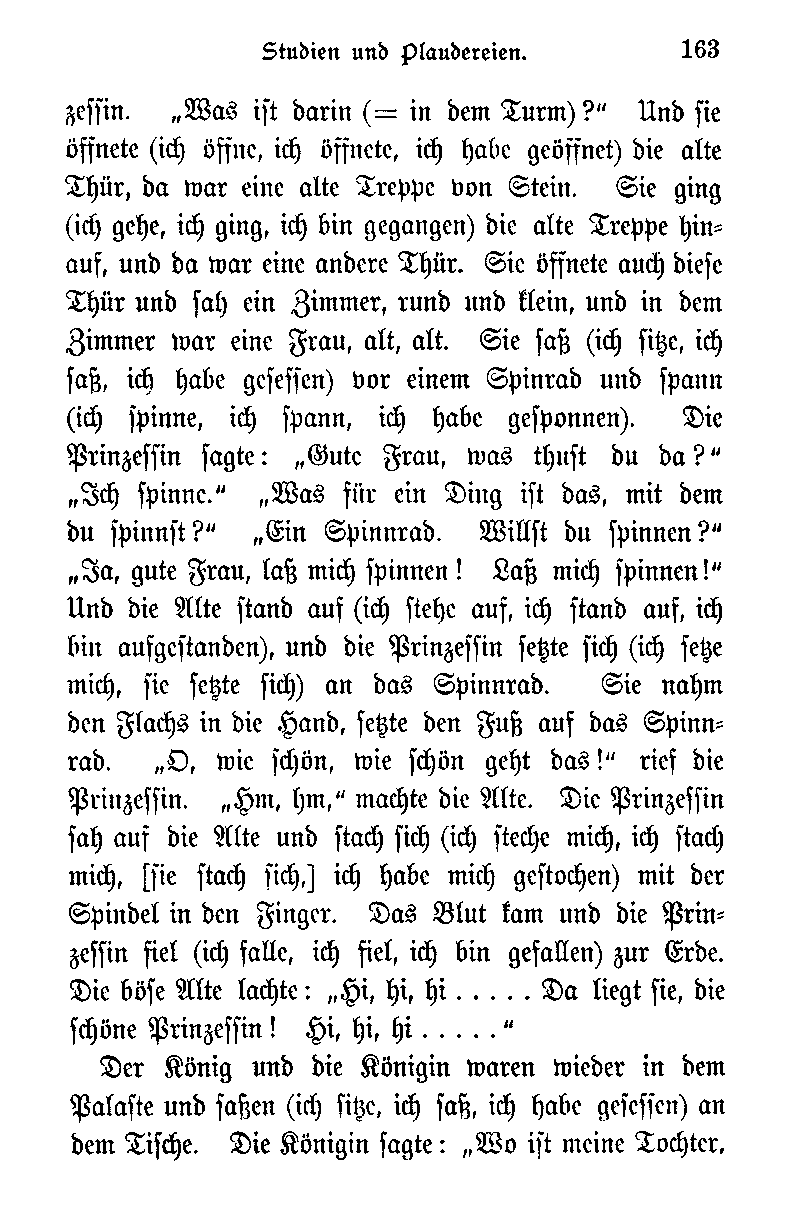 Studien und Plaudereien. 163
zessin. „Was ist darin (= in dem Turm)?" Und sie
öffnete (ich öffne, ich öffnete, ich habe geöffnet) die alte
Thür, da war eine alte Treppe von Stein. Sie ging
(ich gehe, ich ging, ich bin gegangen) die alte Treppe hin-
auf, und da war eine andere Thür. Sie öffnete auch diese
Thür und sah ein Zimmer, rund und klein, und in dem
Zimmer war eine Frau, alt, alt. Sie saß (ich sitze, ich
saß, ich habe gesessen) vor einem Spinrad und spann
(ich spinne, ich spann, ich habe gesponnen). Die
Prinzessin sagte: „Gute Frau, was thust du da?"
„Ich spinne." „Was für ein Ding ist das, mit dem
du spinnst?" „Ein Spinnrad. Willst du spinnen?"
„Ja, gute Frau, laß mich spinnen! Laß mich spinnen!"
Und die Alte stand auf (ich stehe auf, ich stand auf, ich
bin aufgestanden), und die Prinzessin setzte sich (ich setze
mich, sie setzte sich) an das Spinnrad. Sie nahm
den Flachs in die Hand, setzte den Fuß auf das Spinn-
rad. „O, wie schön, wie schön geht das!" rief die
Prinzessin. „Hm, hm," machte die Alte. Die Prinzessin
sah auf die Alte und stach sich (ich steche mich, ich stach
mich, [sie stach sich,] ich habe mich gestochen) mit der
Spindel in den Finger. Das Blut kam und die Prin-
zessin fiel (ich falle, ich fiel, ich bin gefallen) zur Erde.
Die böse Alte lachte: „Hi, hi, hi . . . . . Da liegt sie, die
schöne Prinzessin! Hi, hi, hi . . . . ."
Der König und die Königin waren wieder in dem
Palaste und saßen (ich sitze, ich saß, ich habe gesessen) an
dem Tische. Die Königin sagte: „Wo ist meine Tochter,